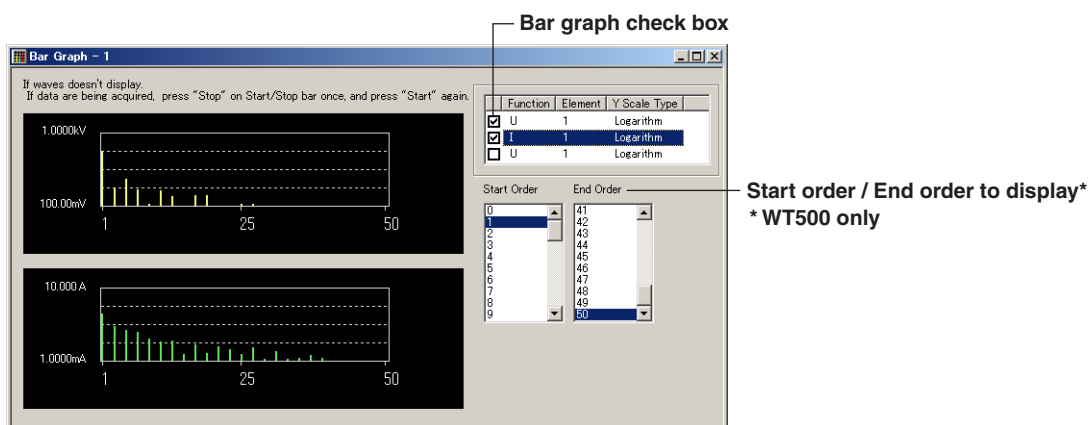 Bar graph check box
Bar Graph - 1
If waves doesn't display.
If data are being acquired, press "Stop" on Start/Stop bar once, and press "Start" again.
Function Element Y Scale Type
U 1 Logarithm
I 1 Logarithm
U 1 Logarithm
1.0000kV
100.00mV
1 25 50
Start Order End Order
0 41
1 42
2 43
3 44
4 45
5 46
6 47
7 48
8 49
9 50
Start order / End order to display*
* WT500 only
10.000 A
1.0000mA
1 25 50